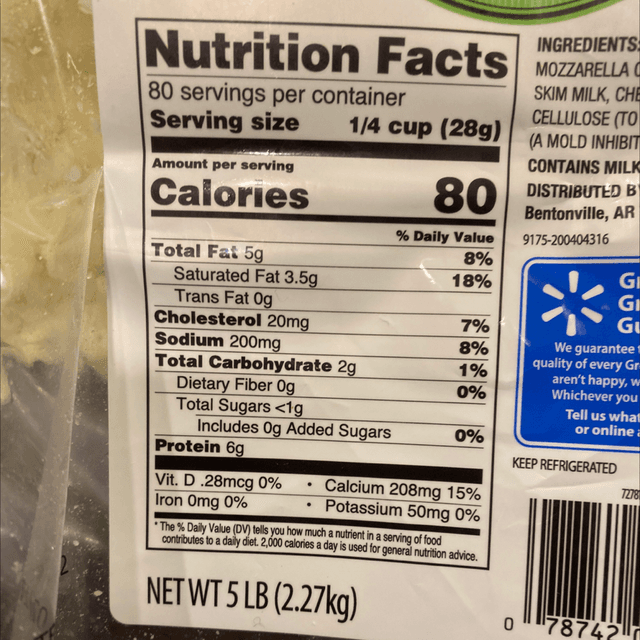 Nutrition Facts
80 servings per container
Serving size 1/4 cup (28g)
Amount per serving
Calories 80
% Daily Value
Total Fat 5g 8%
Saturated Fat 3.5g 18%
Trans Fat 0g
Cholesterol 20mg 7%
Sodium 200mg 8%
Total Carbohydrate 2g 1%
Dietary Fiber 0g 0%
Total Sugars <1g
Includes 0g Added Sugars 0%
Protein 6g
Vit. D .28mcg 0% • Calcium 208mg 15%
Iron 0mg 0% • Potassium 50mg 0%
* The % Daily Value (DV) tells you how much a nutrient in a serving of food
contributes to a daily diet. 2,000 calories a day is used for general nutrition advice.
NET WT 5 LB (2.27kg)
INGREDIENTS:
MOZZARELLA
SKIM MILK,
CELLULOSE (TO
(A MOLD
CONTAINS MILK
DISTRIBUTED
Bentonville, AR
9175-200404316
We guarantee
quality of every
aren't happy,
Whichever you
Tell us what
or online
KEEP REFRIGERATED
0 78742